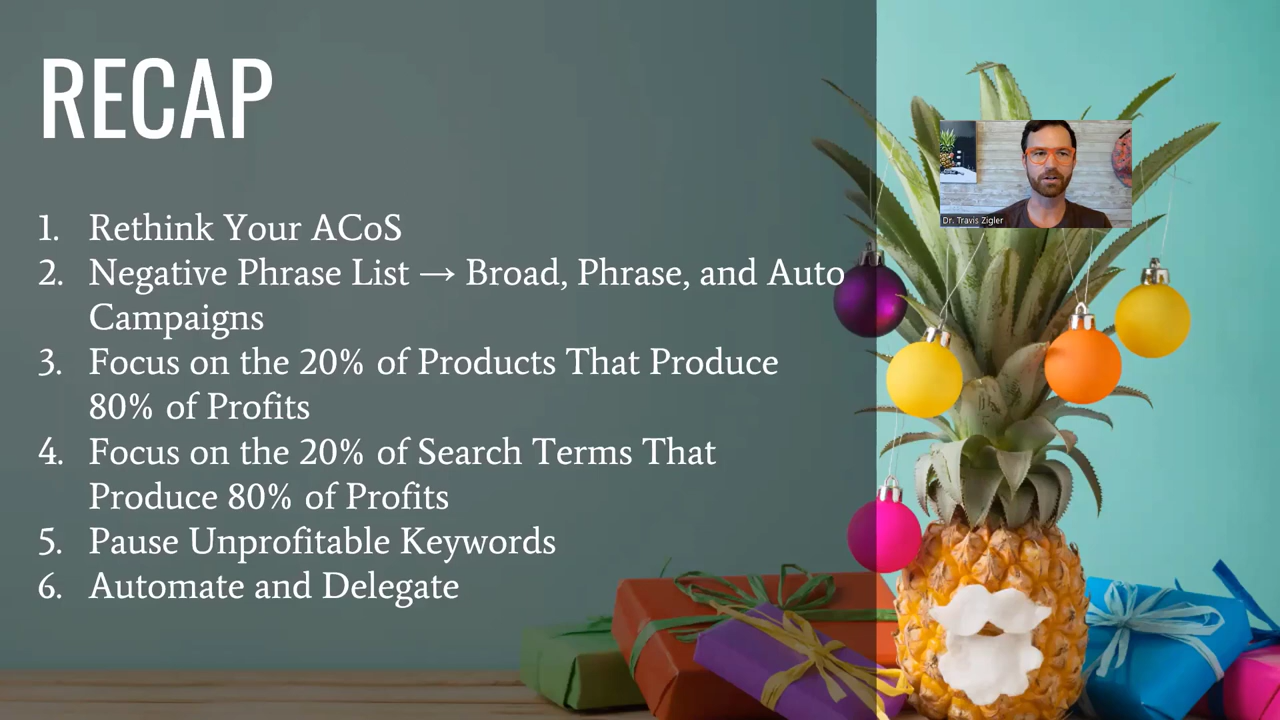 RECAP
Dr. Travis Zigler
1. Rethink Your ACoS
2. Negative Phrase List → Broad, Phrase, and Auto
Campaigns
3. Focus on the 20% of Products That Produce
80% of Profits
4. Focus on the 20% of Search Terms That
Produce 80% of Profits
5. Pause Unprofitable Keywords
6. Automate and Delegate